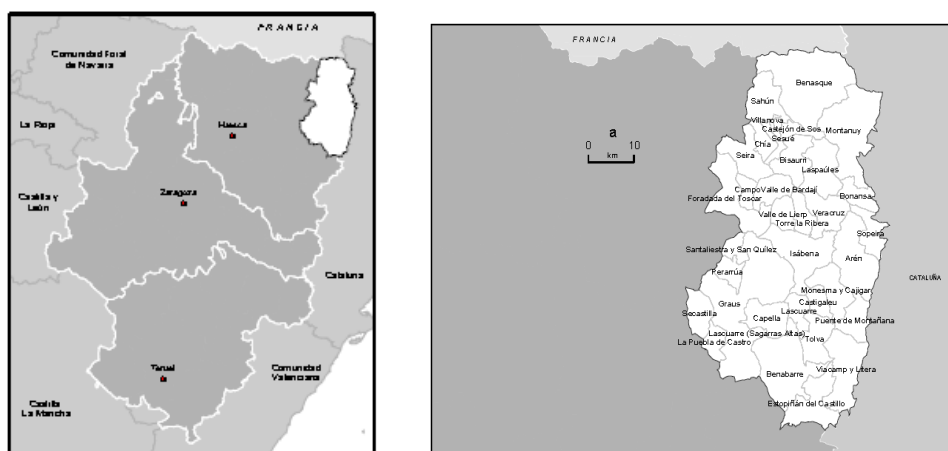 FRANCIA
Comunidad Foral
de Navarra
La Rioja
Huesca
Castilla y
León
Zaragoza
Cataluña
Teruel
Comunidad
Valenciana
Castilla
La Mancha
FRANCIA
Benasque
Sahún
Villanova
Castejón de Sos
Sesué
Montanuy
Chía
a
Seira
Bisaurri
0 10
km
Laspaúles
Campo
Valle de Bardají
Bonansa
Foradada del Toscar
Valle de Lierp
Veracruz
Torre la Ribera
Sopeira
Santaliestra y San Quílez
Isábena
Arén
Perarrúa
CATALUÑA
Monesma y Cajigar
Castigaleu
Graus
Lascuarre
Secastilla
Capella
Puente de Montañana
Lascuarre (Sagarras Altas)
Tolva
La Puebla de Castro
Benabarre
Viacamp y Litera
Estopiñán del Castillo